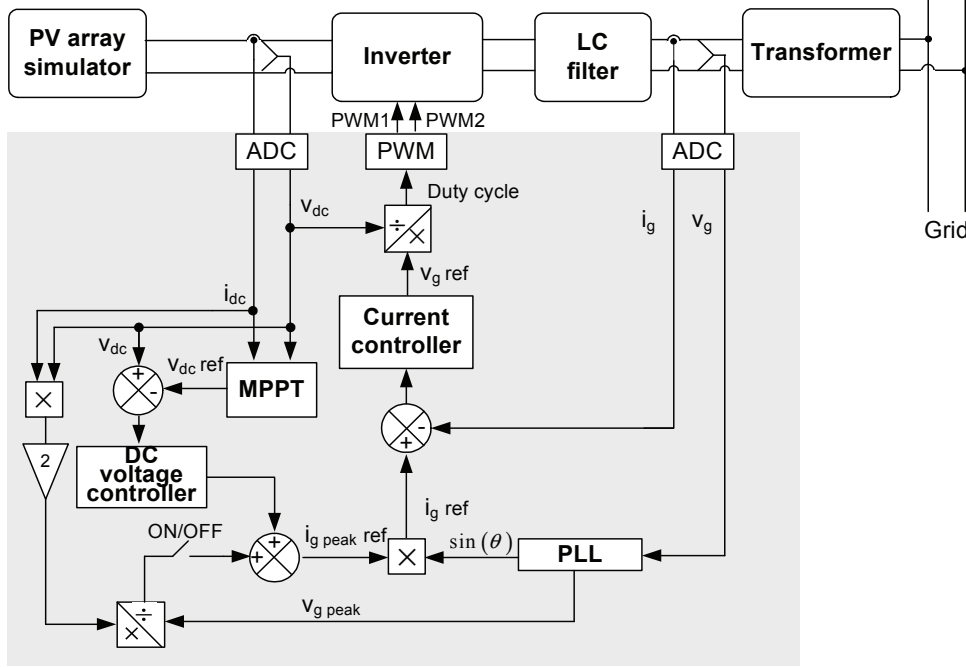 PV array
simulator
Inverter
LC
filter
Transformer
PWM1
PWM2
ADC
PWM
ADC
Duty cycle
v_dc
÷
×
i_g
v_g
Grid
v_g ref
i_dc
Current
controller
v_dc
v_dc ref
+
-
MPPT
×
-
+
2
DC
voltage
controller
i_g ref
ON/OFF
+
+
i_g peak ref
×
sin(θ)
PLL
v_g peak
÷
×